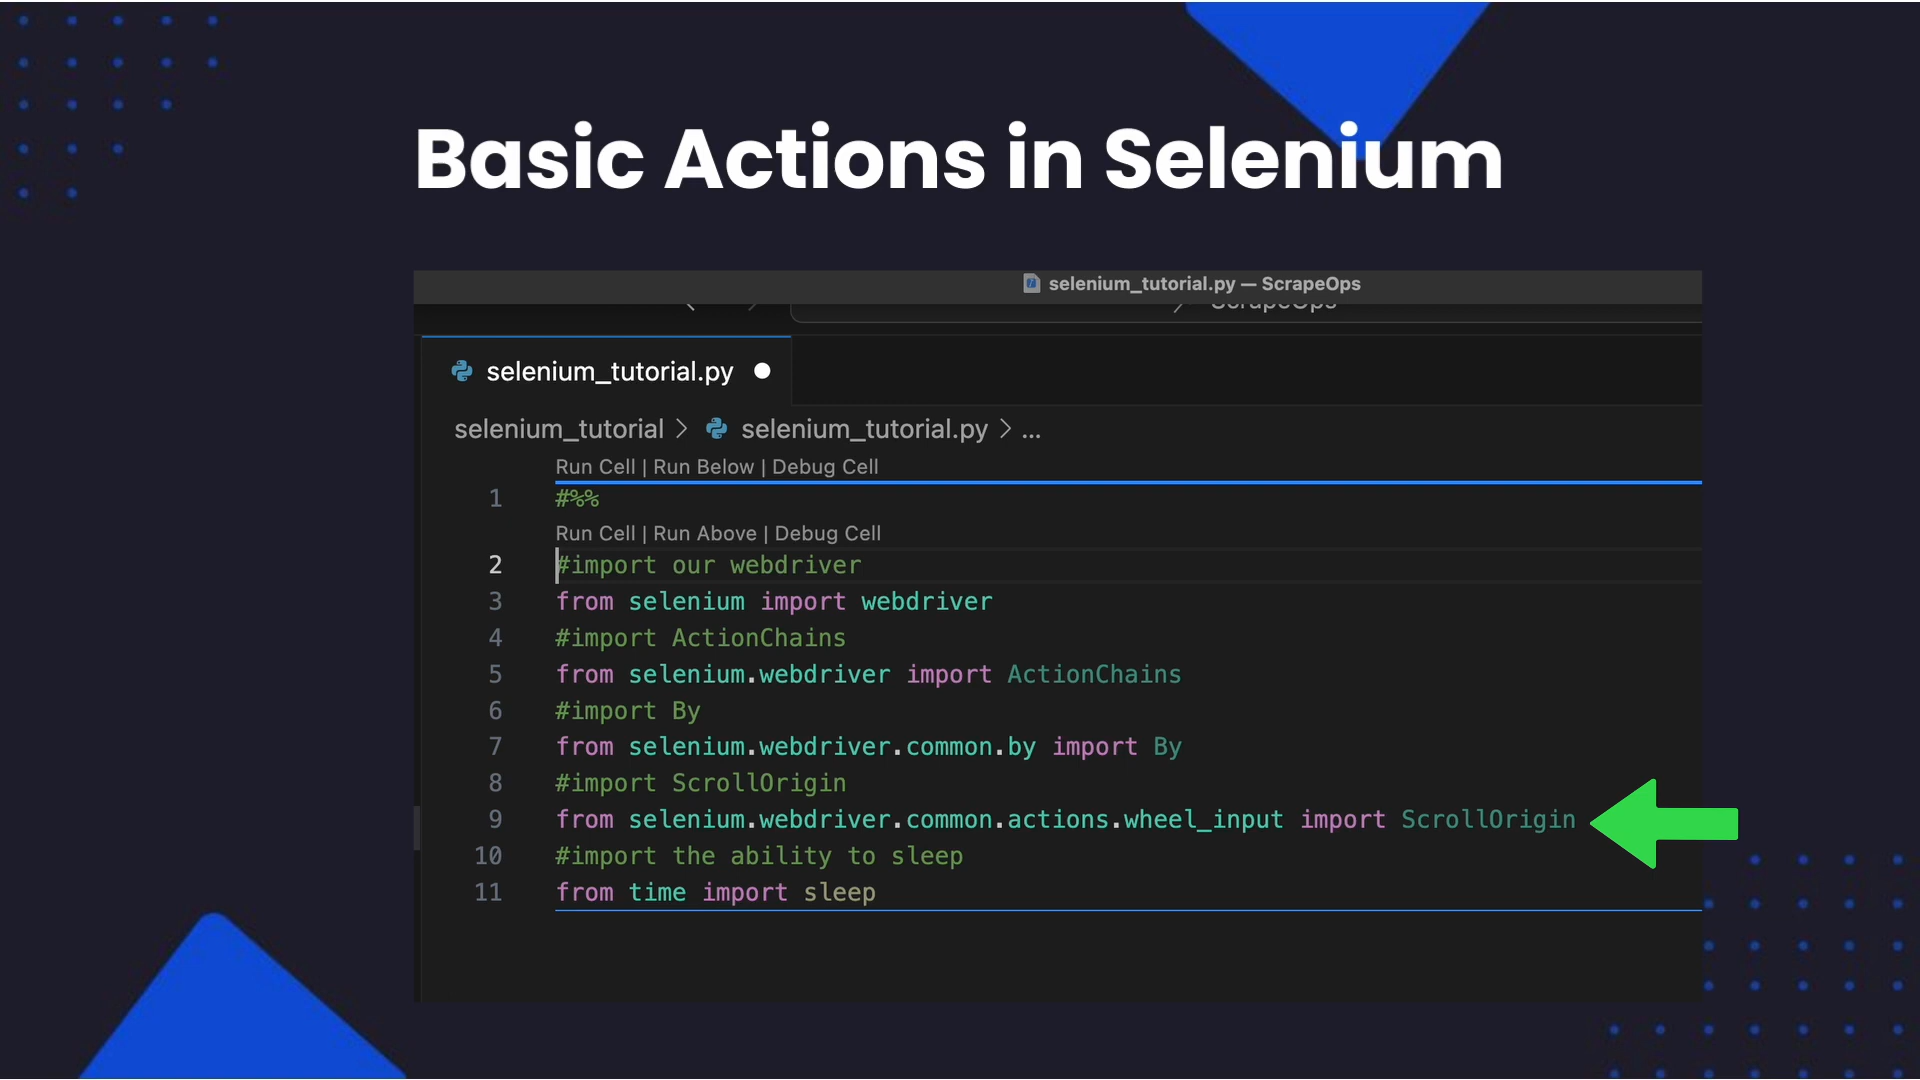 Basic Actions in Selenium
selenium_tutorial.py — ScrapeOps
ScrapeOps
selenium_tutorial.py
selenium_tutorial > selenium_tutorial.py > ...
Run Cell | Run Below | Debug Cell
1 #%%
Run Cell | Run Above | Debug Cell
2 #import our webdriver
3 from selenium import webdriver
4 #import ActionChains
5 from selenium.webdriver import ActionChains
6 #import By
7 from selenium.webdriver.common.by import By
8 #import ScrollOrigin
9 from selenium.webdriver.common.actions.wheel_input import ScrollOrigin
10 #import the ability to sleep
11 from time import sleep